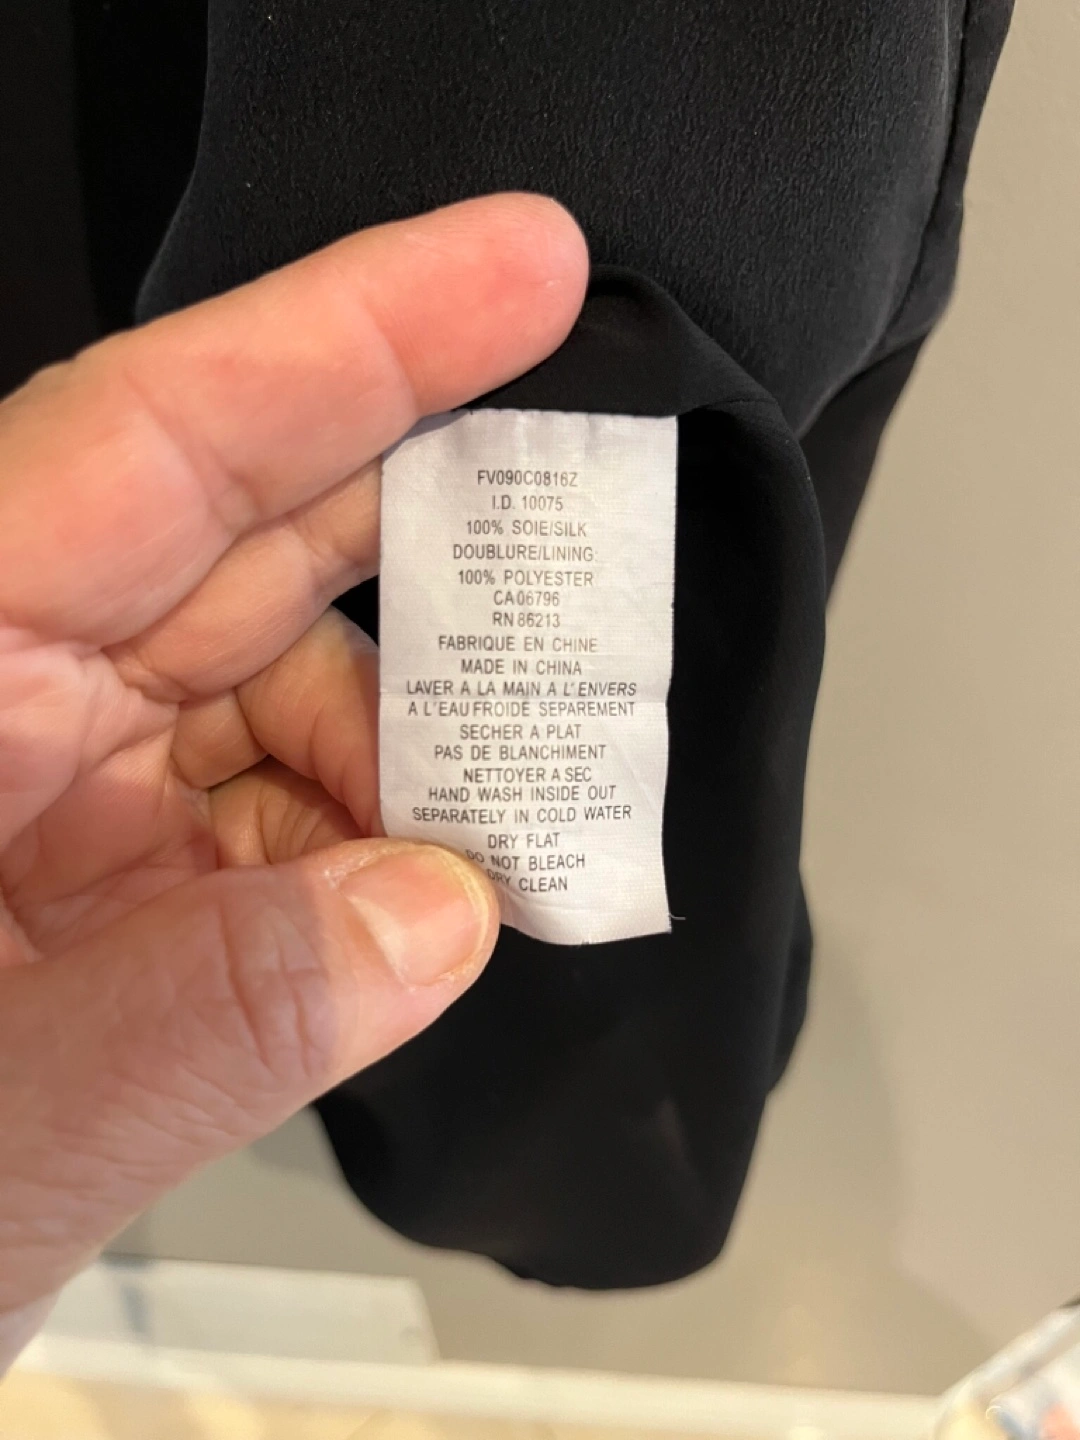 FV090C0816Z
I.D. 10075
100% SOIE/SILK
DOUBLURE/LINING
100% POLYESTER
CA06796
RN 86213
FABRIQUE EN CHINE
MADE IN CHINA
LAVER A LA MAIN A L'ENVERS
A L'EAU FROIDE SEPAREMENT
SECHER A PLAT
PAS DE BLANCHIMENT
NETTOYER A SEC
HAND WASH INSIDE OUT
SEPARATELY IN COLD WATER
DRY FLAT
DO NOT BLEACH
DRY CLEAN